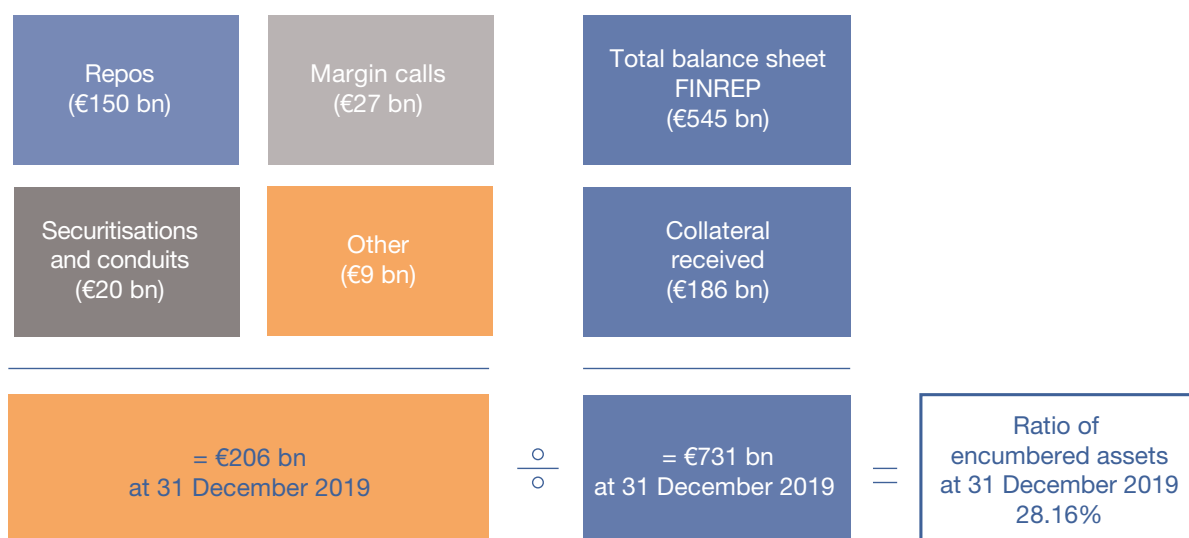 Repos
(€150 bn)
Margin calls
(€27 bn)
Total balance sheet
FINREP
(€545 bn)
Securitisations
and conduits
(€20 bn)
Other
(€9 bn)
Collateral
received
(€186 bn)
= €206 bn
at 31 December 2019
= €731 bn
at 31 December 2019
Ratio of
encumbered assets
at 31 December 2019
28.16%